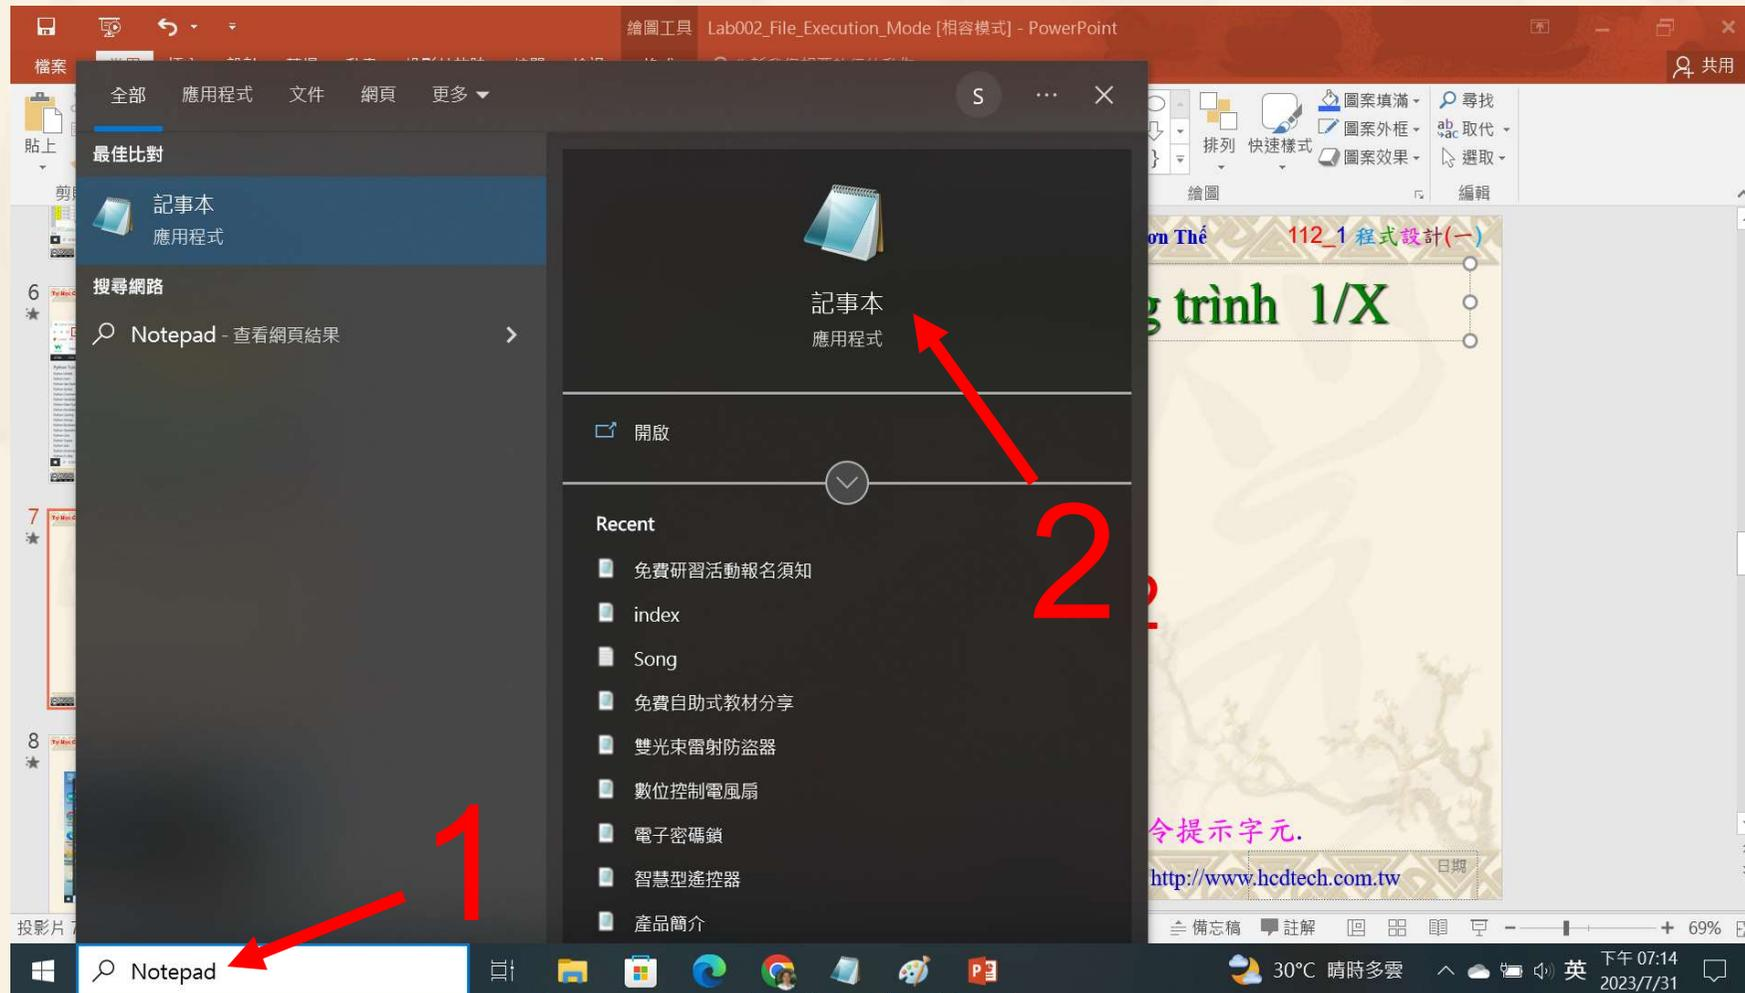 繪圖工具 Lab002_File_Execution_Mode [相容模式] - PowerPoint
檔案
共用
全部 應用程式 文件 網頁 更多
S
貼上
最佳比對
記事本
應用程式
搜尋網路
Notepad - 查看網頁結果
記事本
應用程式
開啟
Recent
免費研習活動報名須知
index
Song
免費自助式教材分享
雙光束雷射防盜器
數位控制電風扇
電子密碼鎖
智慧型遙控器
產品簡介
1
2
排列 快速樣式
圖案填滿
圖案外框
圖案效果
繪圖
尋找
取代
選取
編輯
6
7
8
ơn Thế 112_1 程式設計(一)
g trình 1/X
令提示字元.
http://www.hcdtech.com.tw
日期
投影片 7
備忘稿 註解 69%
Notepad
30°C 晴時多雲 英 下午 07:14
2023/7/31